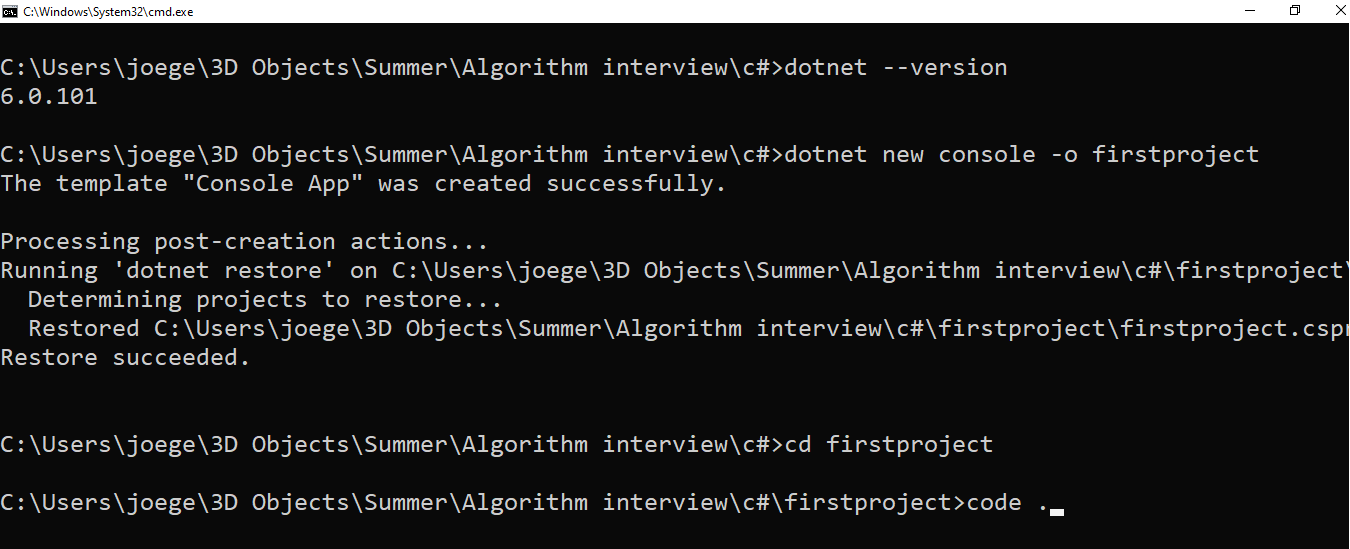 C:\Windows\System32\cmd.exe
C:\Users\joege\3D Objects\Summer\Algorithm interview\c#>dotnet --version
6.0.101
C:\Users\joege\3D Objects\Summer\Algorithm interview\c#>dotnet new console -o firstproject
The template "Console App" was created successfully.
Processing post-creation actions...
Running 'dotnet restore' on C:\Users\joege\3D Objects\Summer\Algorithm interview\c#\firstproject\
Determining projects to restore...
Restored C:\Users\joege\3D Objects\Summer\Algorithm interview\c#\firstproject\firstproject.cspr
Restore succeeded.
C:\Users\joege\3D Objects\Summer\Algorithm interview\c#>cd firstproject
C:\Users\joege\3D Objects\Summer\Algorithm interview\c#\firstproject>code .